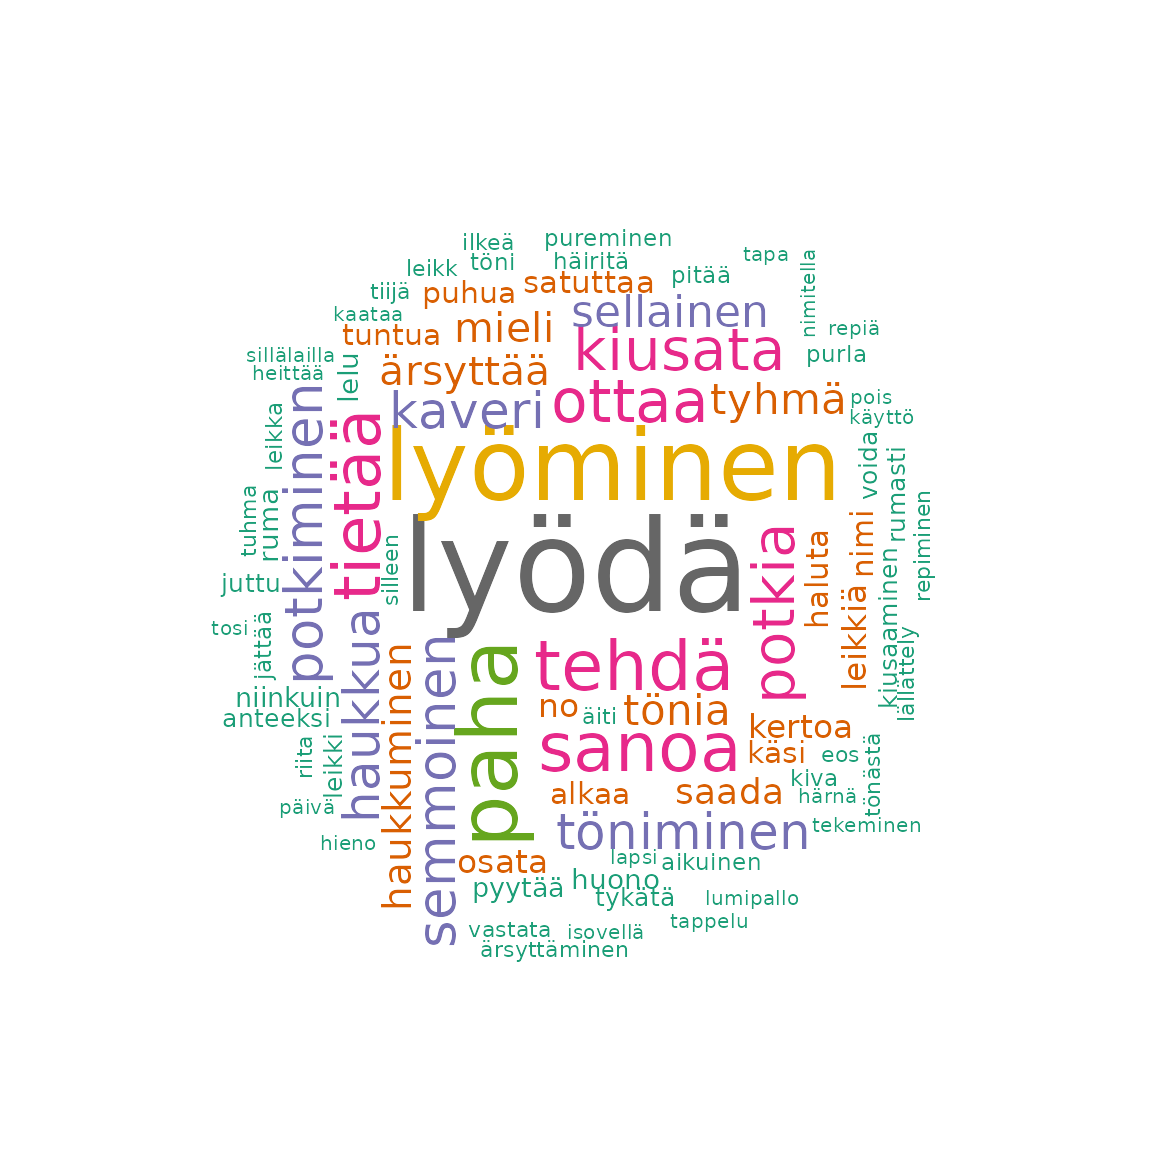 ilkeä
pureminen
leikk
töni
häiritä
tapa
tiijä
puhua
satuttaa
pitää
nimitella
kaataa
tuntua
mieli
sellainen
repiä
sillälailla
heittää
lelu
ärsyttää
kiusata
purla
kaveri
ottaa
tyhmä
pois
käyttö
leikka
potkiminen
tietää
lyöminen
voida
rumasti
tuhma
ruma
silleen
lyödä
potkia
haluta
nimi
repiminen
juttu
leikkiä
kiusaaminen
lällättely
tosi
jättää
haukkua
haukkuminen
semmoinen
paha
tehdä
niinkuin
anteeksi
no
äiti
tönia
kertoa
riita
leikki
sanoa
käsi
eos
tönästä
päivä
alkaa
saada
kiva
härnä
hieno
töniminen
tekeminen
osata
lapsi
aikuinen
pyytää
huono
tykätä
lumipallo
vastata
isovellä
tappelu
ärsyttäminen